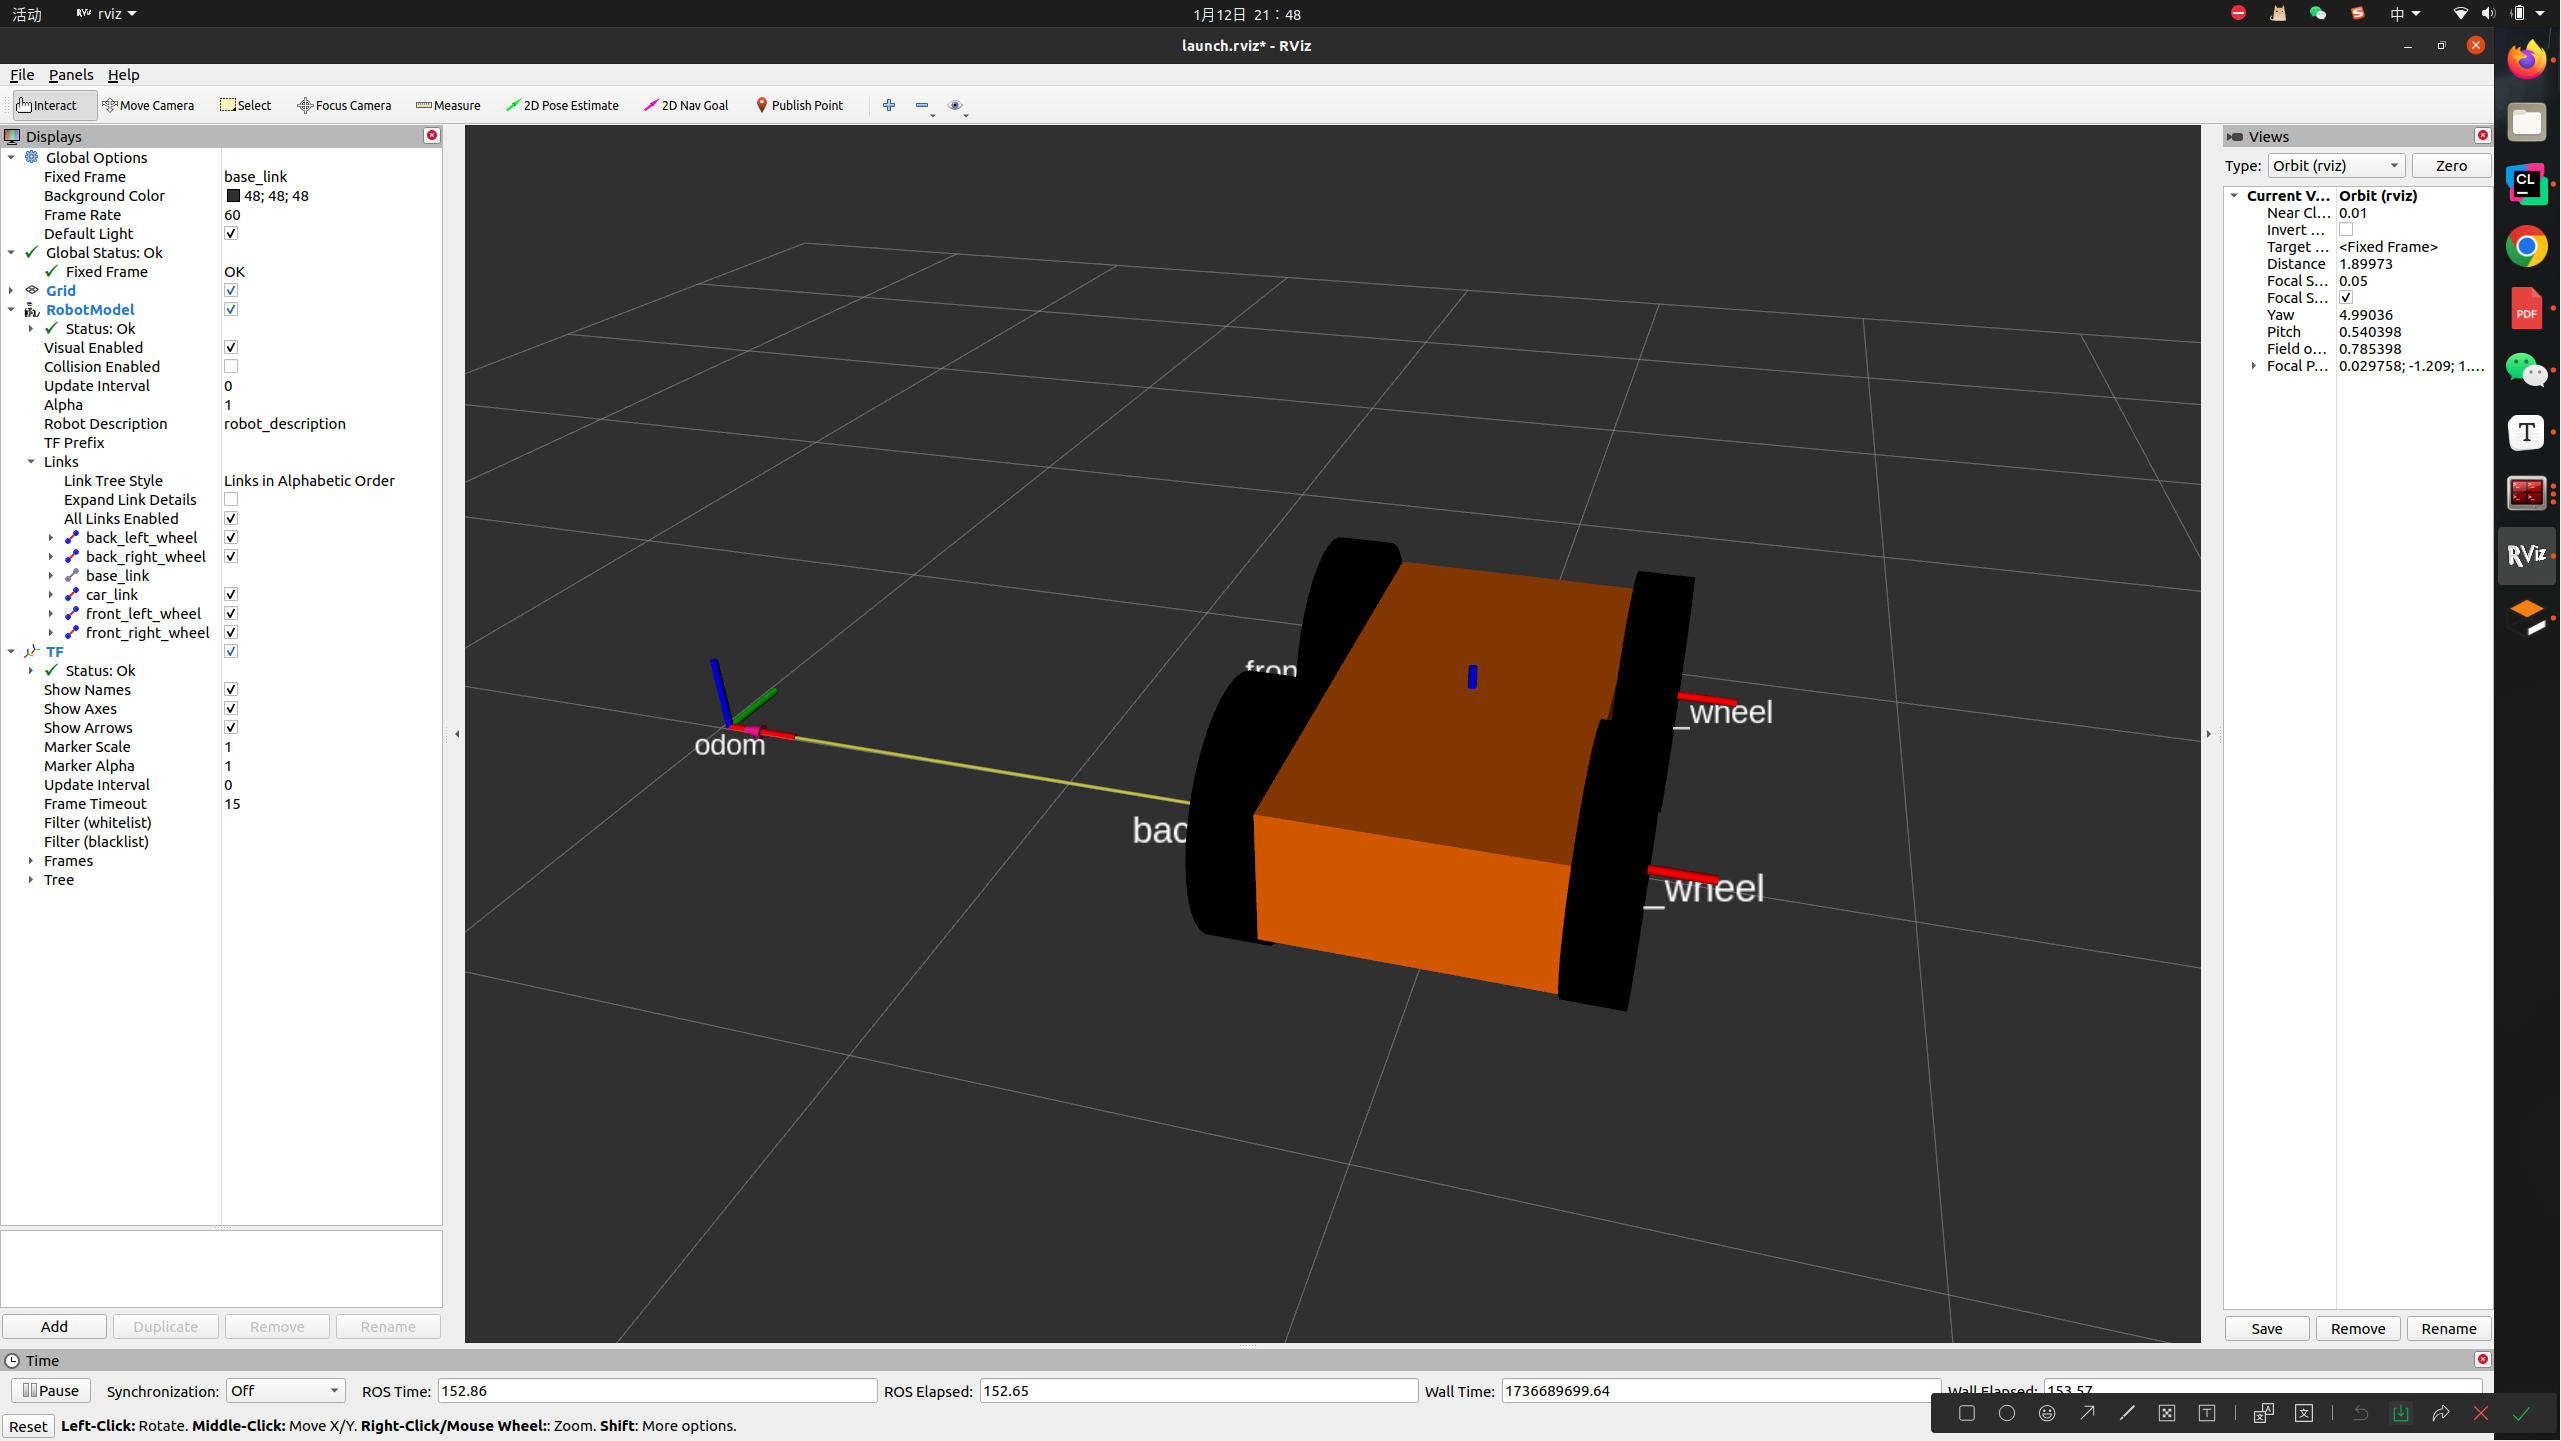 活动
RViz rviz
1月12日 21：48
中
launch.rviz* - RViz
File Panels Help
Interact Move Camera Select Focus Camera Measure 2D Pose Estimate 2D Nav Goal Publish Point
Displays
Global Options
Fixed Frame base_link
Background Color 48; 48; 48
Frame Rate 60
Default Light
Global Status: Ok
Fixed Frame OK
Grid
RobotModel
Status: Ok
Visual Enabled
Collision Enabled
Update Interval 0
Alpha 1
Robot Description robot_description
TF Prefix
Links
Link Tree Style Links in Alphabetic Order
Expand Link Details
All Links Enabled
back_left_wheel
back_right_wheel
base_link
car_link
front_left_wheel
front_right_wheel
TF
Status: Ok
Show Names
Show Axes
Show Arrows
Marker Scale 1
Marker Alpha 1
Update Interval 0
Frame Timeout 15
Filter (whitelist)
Filter (blacklist)
Frames
Tree
Add Duplicate Remove Rename
fron
_wheel
odom
bac
_wheel
Views
Type: Orbit (rviz) Zero
Current V... Orbit (rviz)
Near Cl... 0.01
Invert ...
Target ... <Fixed Frame>
Distance 1.89973
Focal S... 0.05
Focal S...
Yaw 4.99036
Pitch 0.540398
Field o... 0.785398
Focal P... 0.029758; -1.209; 1....
Save Remove Rename
CL
PDF
T
RViz
Time
Pause Synchronization: Off ROS Time: 152.86 ROS Elapsed: 152.65 Wall Time: 1736689699.64 Wall Elapsed: 153.57
Reset Left-Click: Rotate. Middle-Click: Move X/Y. Right-Click/Mouse Wheel:: Zoom. Shift: More options.